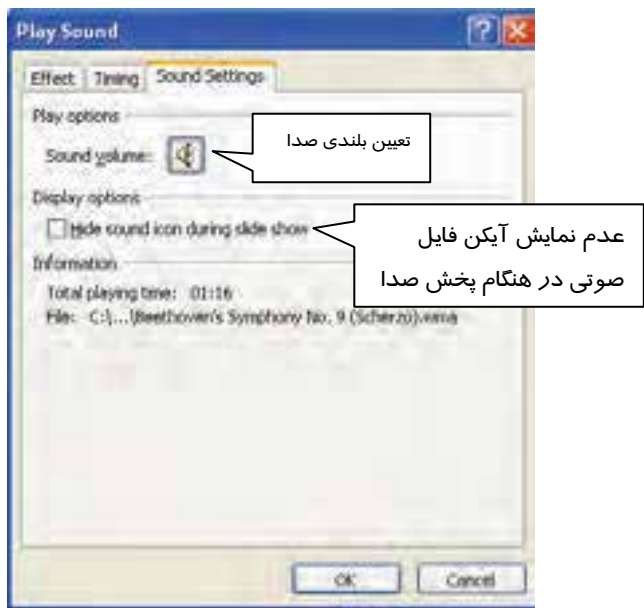 Play Sound
Effect Timing Sound Settings
Play options
Sound volume:
تعیین بلندی صدا
Display options
Hide sound icon during slide show
عدم نمایش آیکن فایل
صوتی در هنگام پخش صدا
Information
Total playing time: 01:16
File: C:\...\Beethoven's Symphony No. 9 (Scherzo).wma
OK Cancel